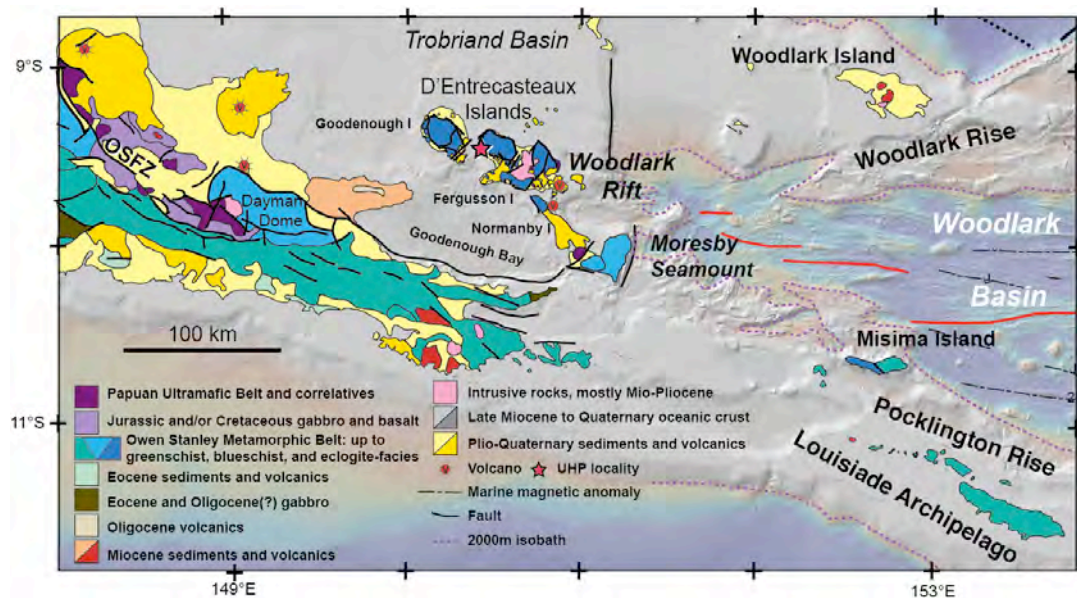 Trobriand Basin
Woodlark Island
9°S
D'Entrecasteaux
Islands
Goodenough I
OSFZ
Woodlark Rise
Woodlark
Rift
Dayman
Dome
Fergusson I
Woodlark
Normanby I
Goodenough Bay
Moresby
Seamount
Basin
100 km
Misima Island
Papuan Ultramafic Belt and correlatives
Jurassic and/or Cretaceous gabbro and basalt
Owen Stanley Metamorphic Belt: up to
greenschist, blueschist, and eclogite-facies
Eocene sediments and volcanics
Eocene and Oligocene(?) gabbro
Oligocene volcanics
Miocene sediments and volcanics
Intrusive rocks, mostly Mio-Pliocene
Late Miocene to Quaternary oceanic crust
Plio-Quaternary sediments and volcanics
Volcano
UHP locality
Marine magnetic anomaly
Fault
2000m isobath
11°S
Pocklington Rise
Louisiade Archipelago
2
149°E
153°E